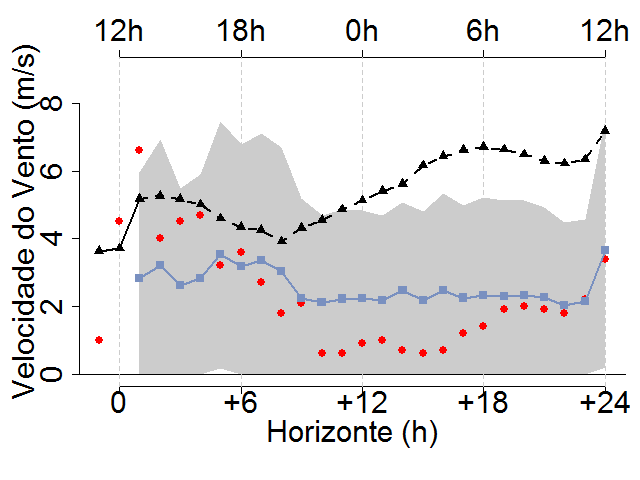 12h 18h 0h 6h 12h
Velocidade do Vento (m/s)
8
6
4
2
0
0 +6 +12 +18 +24
Horizonte (h)